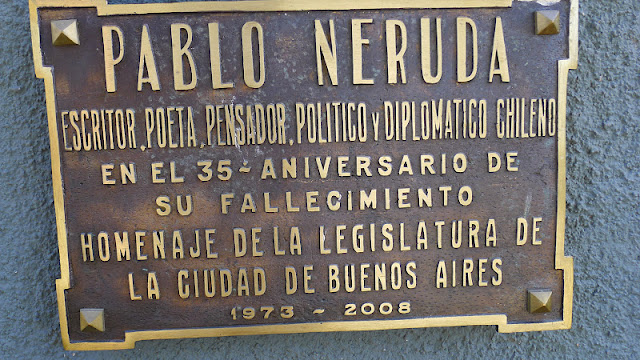 PABLO NERUDA
ESCRITOR, POETA, PENSADOR, POLITICO Y DIPLOMATICO CHILENO
EN EL 35~ ANIVERSARIO DE
SU FALLECIMIENTO
HOMENAJE DE LA LEGISLATURA DE
LA CIUDAD DE BUENOS AIRES
1973 ~ 2008